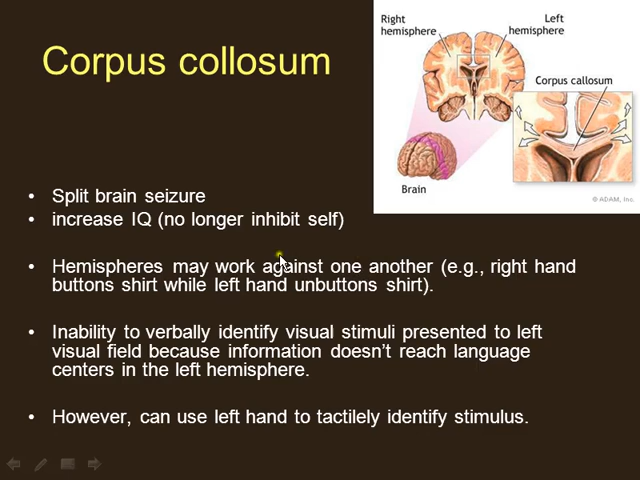 Corpus collosum
Right
hemisphere
Left
hemisphere
Corpus callosum
Brain
© ADAM, Inc.
• Split brain seizure
• increase IQ (no longer inhibit self)
• Hemispheres may work against one another (e.g., right hand
buttons shirt while left hand unbuttons shirt).
• Inability to verbally identify visual stimuli presented to left
visual field because information doesn't reach language
centers in the left hemisphere.
• However, can use left hand to tactilely identify stimulus.